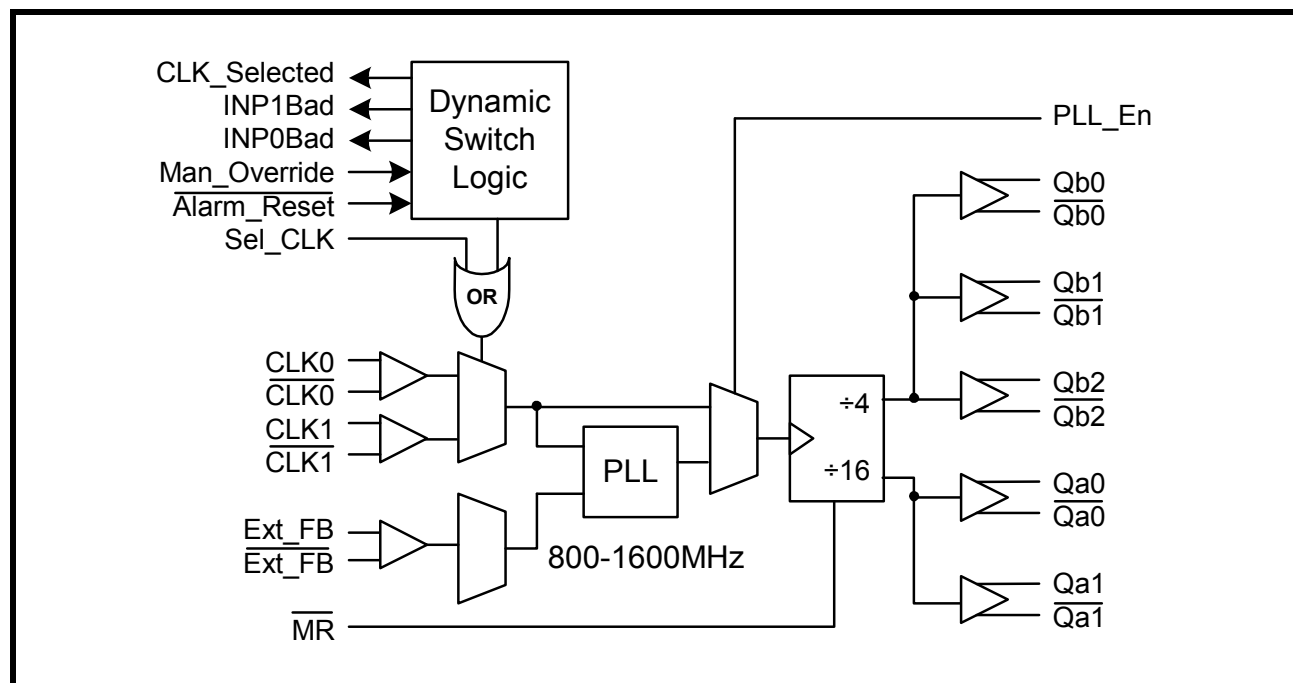 CLK_Selected
INP1Bad
INP0Bad
Man_Override
Alarm_Reset
Sel_CLK
Dynamic
Switch
Logic
OR
PLL_En
CLK0
CLK0
CLK1
CLK1
Ext_FB
Ext_FB
MR
PLL
800-1600MHz
÷4
÷16
Qb0
Qb0
Qb1
Qb1
Qb2
Qb2
Qa0
Qa0
Qa1
Qa1